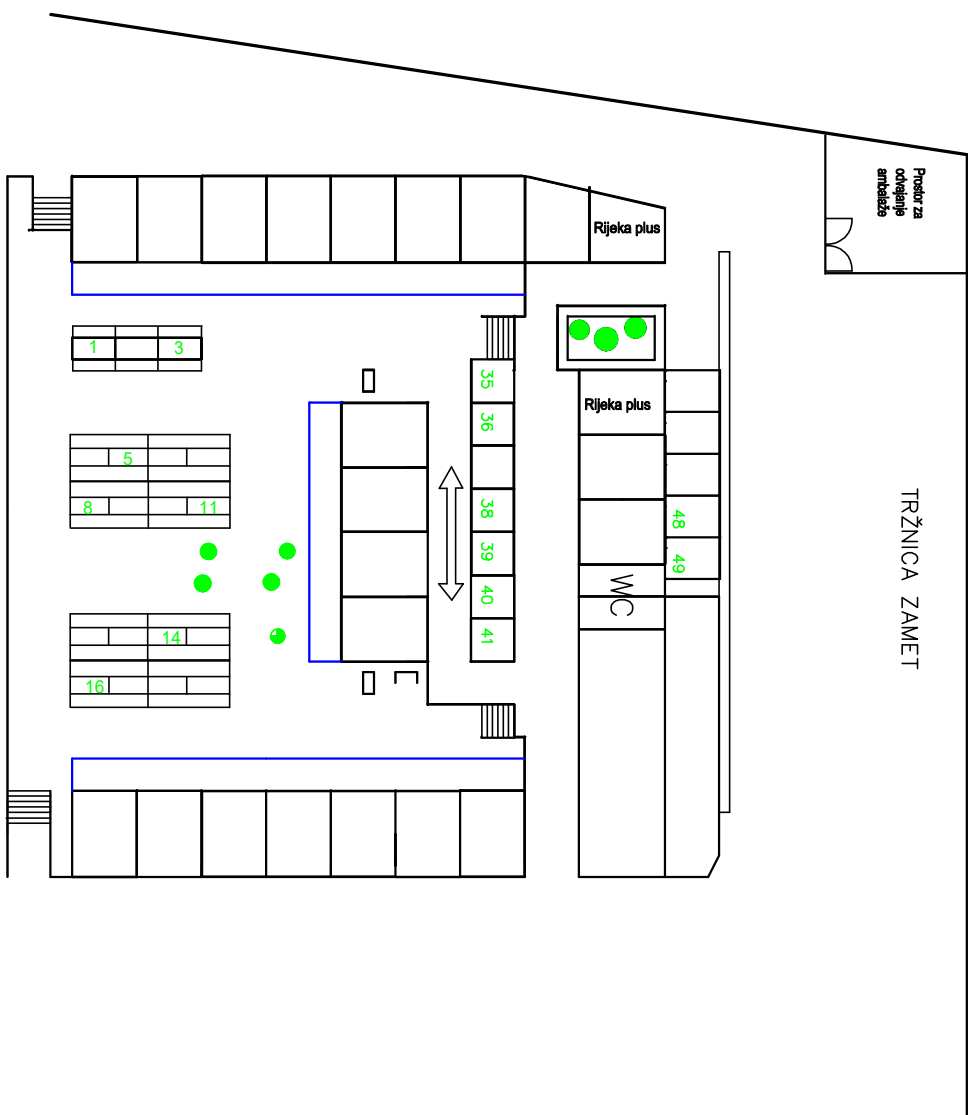 Prostor za
odvajanje
ambalaže
Rijeka plus
1
3
35
36
Rijeka plus
5
8
11
38
39
40
41
48
49
WC
14
16
TRŽNICA ZAMET